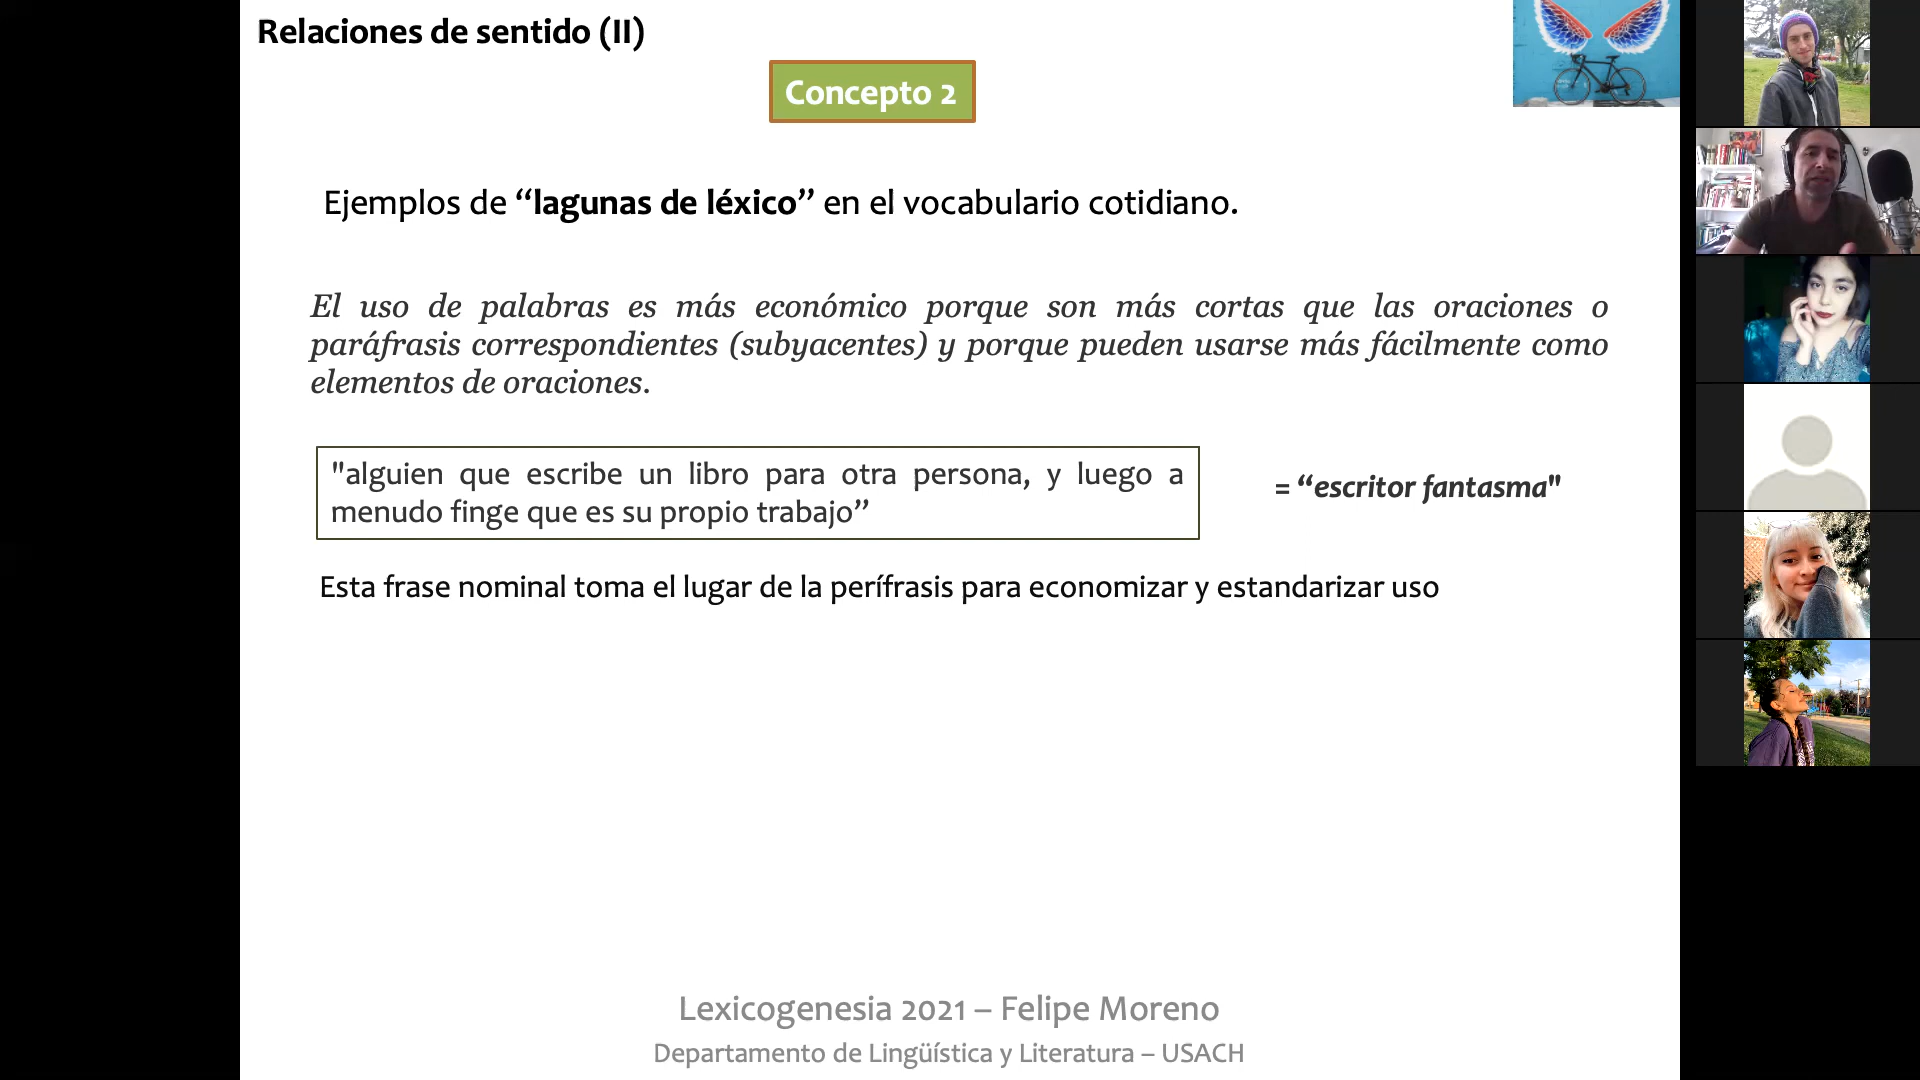 Relaciones de sentido (II)
Concepto 2
Ejemplos de “lagunas de léxico” en el vocabulario cotidiano.
El uso de palabras es más económico porque son más cortas que las oraciones o
paráfrasis correspondientes (subyacentes) y porque pueden usarse más fácilmente como
elementos de oraciones.
"alguien que escribe un libro para otra persona, y luego a
menudo finge que es su propio trabajo”
= “escritor fantasma"
Esta frase nominal toma el lugar de la perífrasis para economizar y estandarizar uso
Lexicogenesia 2021 – Felipe Moreno
Departamento de Lingüística y Literatura – USACH